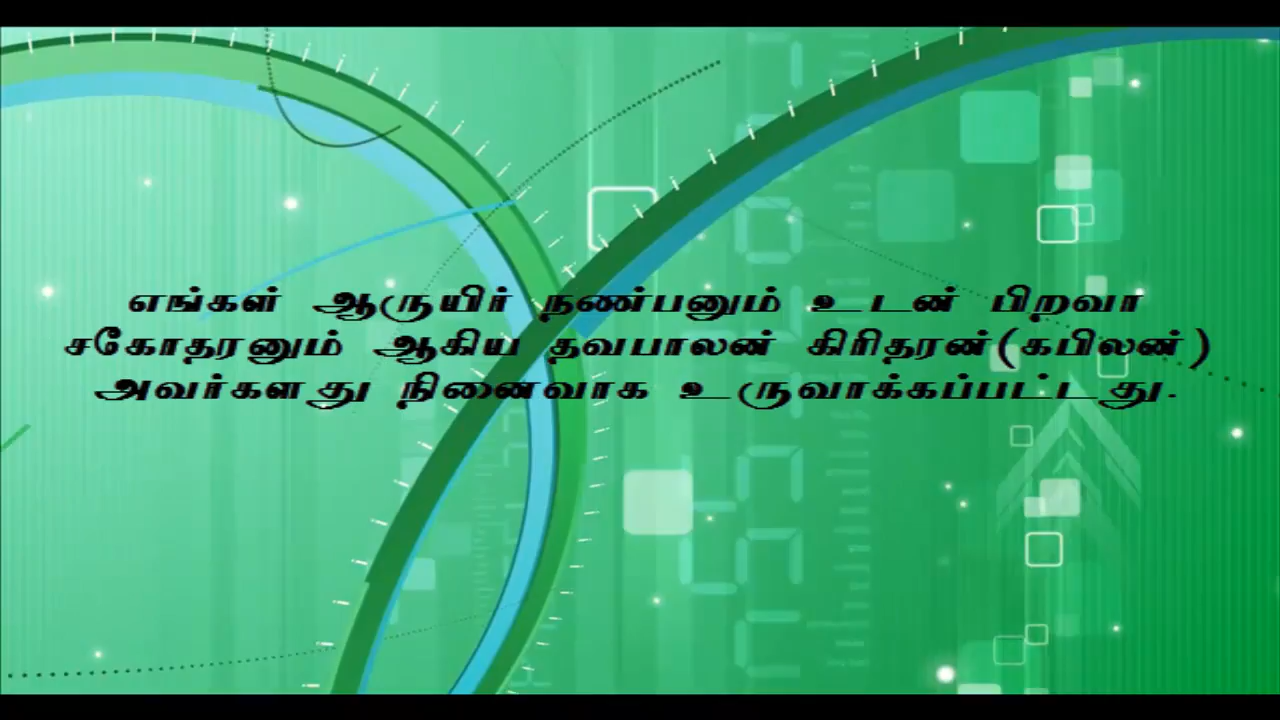 எங்கள் ஆருயிர் நண்பனும் உடன் பிறவா
சகோதரனும் ஆகிய தவபாலன் கிரிதரன்(கபிலன்)
அவர்களது நினைவாக உருவாக்கப்பட்டது.